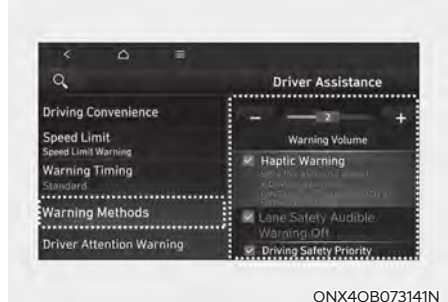 Driver Assistance
Driving Convenience
Speed Limit
Speed Limit Warning
Warning Timing
Standard
Warning Methods
Driver Attention Warning
− 2 +
Warning Volume
Haptic Warning
Lane Safety Audible
Warning Off
Driving Safety Priority
ONX4OB073141N